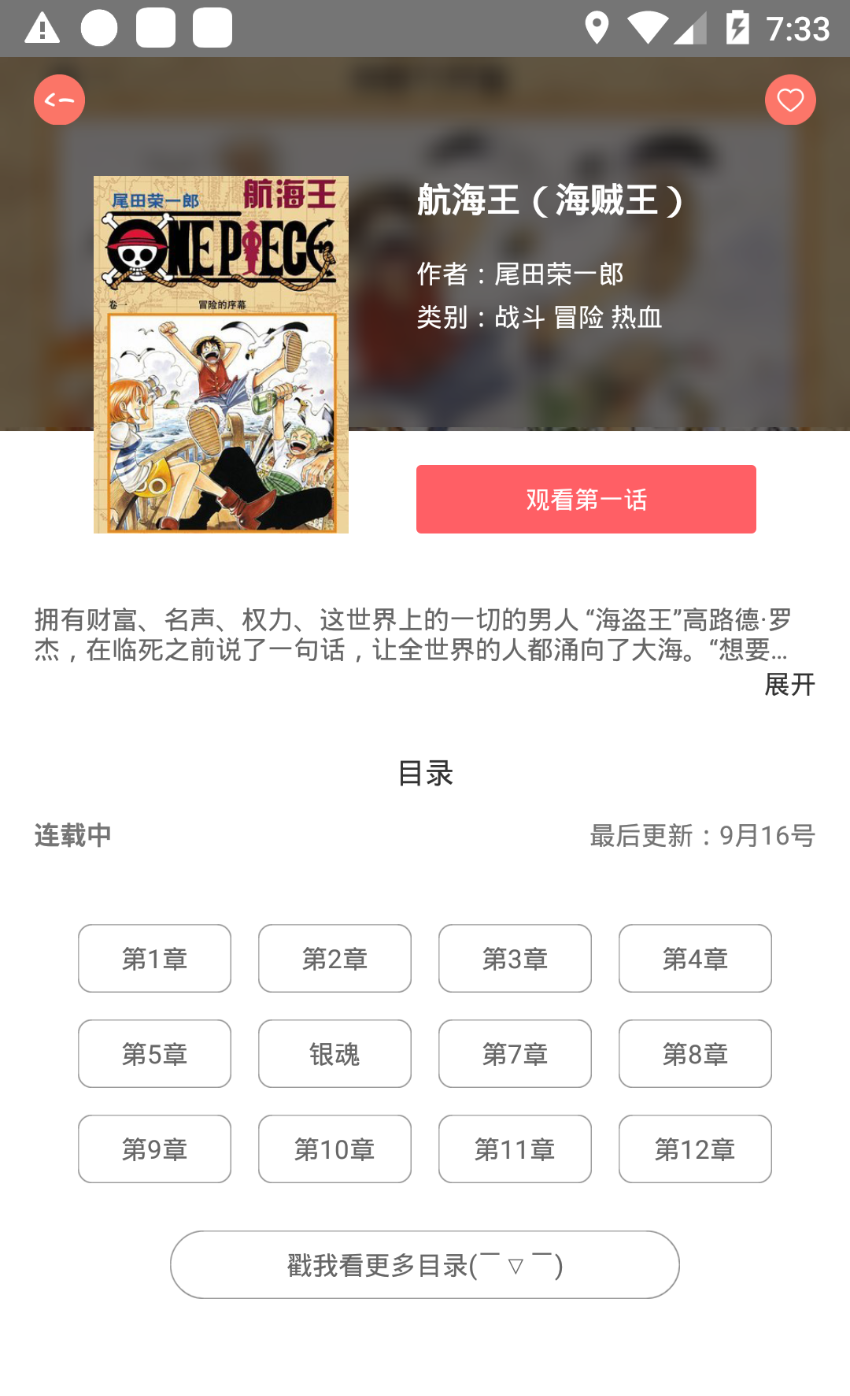 7:33
尾田荣一郎 航海王
ONE PIECE
卷一 冒险的序幕
航海王（海贼王）
作者：尾田荣一郎
类别：战斗 冒险 热血
观看第一话
拥有财富、名声、权力、这世界上的一切的男人 “海盗王”高路德·罗
杰，在临死之前说了一句话，让全世界的人都涌向了大海。“想要...
展开
目录
连载中 最后更新：9月16号
第1章 第2章 第3章 第4章
第5章 银魂 第7章 第8章
第9章 第10章 第11章 第12章
戳我看更多目录(￣ ▽ ￣)